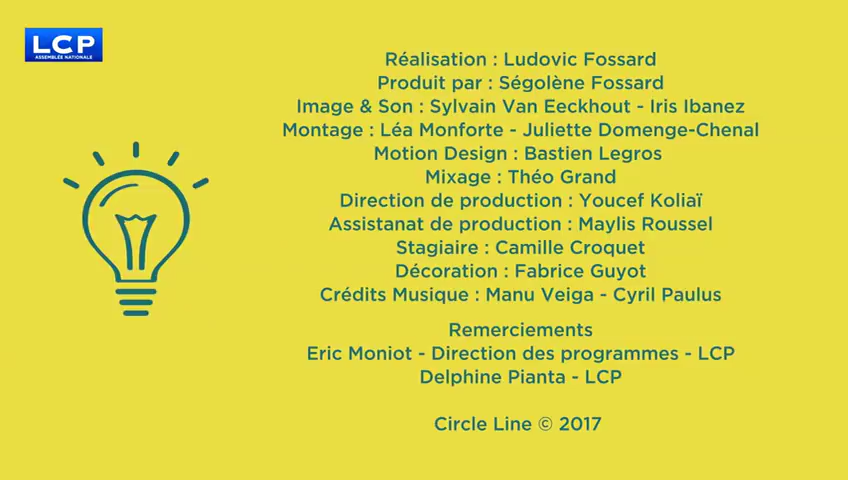 LCP
ASSEMBLÉE NATIONALE
Réalisation : Ludovic Fossard
Produit par : Ségolène Fossard
Image & Son : Sylvain Van Eeckhout - Iris Ibanez
Montage : Léa Monforte - Juliette Domenge-Chenal
Motion Design : Bastien Legros
Mixage : Théo Grand
Direction de production : Youcef Koliaï
Assistanat de production : Maylis Roussel
Stagiaire : Camille Croquet
Décoration : Fabrice Guyot
Crédits Musique : Manu Veiga - Cyril Paulus
Remerciements
Eric Moniot - Direction des programmes - LCP
Delphine Pianta - LCP
Circle Line © 2017